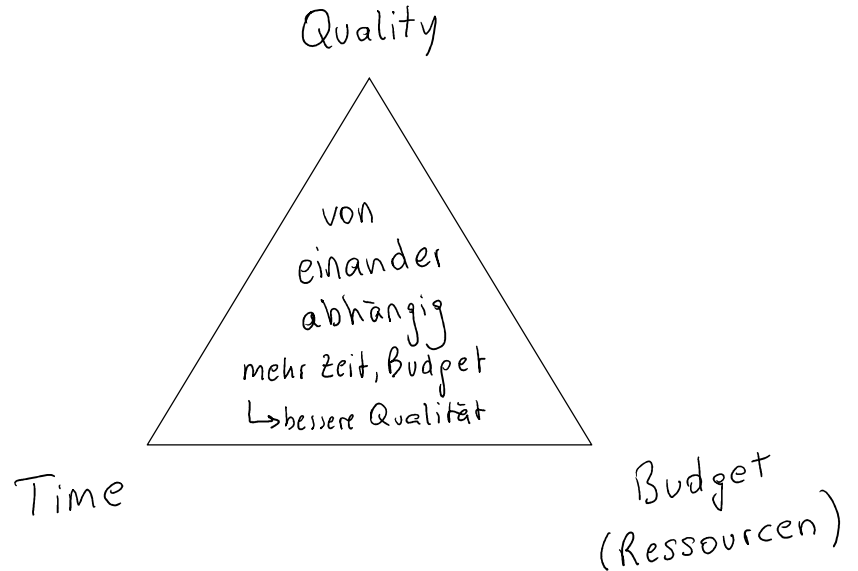 Quality
von
einander
abhängig
mehr Zeit, Budget
↳bessere Qualität
Time
Budget
(Ressourcen)